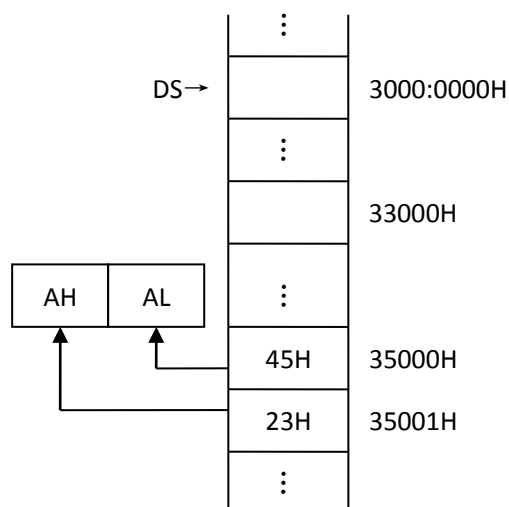 ⋮
DS→ 3000:0000H
⋮
33000H
AH AL ⋮
45H 35000H
23H 35001H
⋮